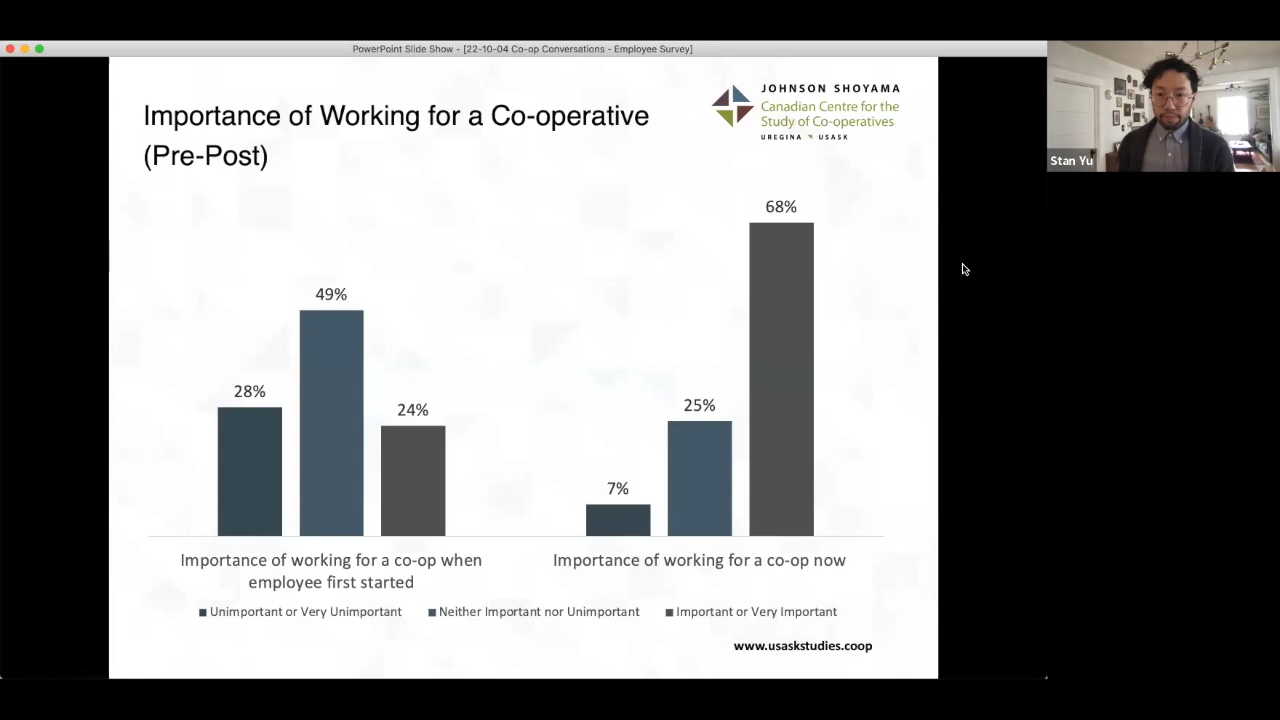 PowerPoint Slide Show - [22-10-04 Co-op Conversations - Employee Survey]
Importance of Working for a Co-operative
(Pre-Post)
JOHNSON SHOYAMA
Canadian Centre for the
Study of Co-operatives
UREGINA USASK
Stan Yu
68%
49%
28%
24%
25%
7%
Importance of working for a co-op when
employee first started
Importance of working for a co-op now
Unimportant or Very Unimportant
Neither Important nor Unimportant
Important or Very Important
www.usaskstudies.coop